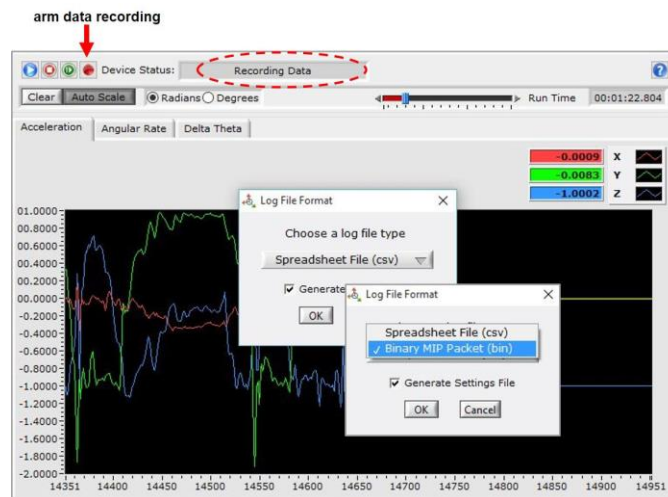 arm data recording
Device Status: Recording Data
Clear Auto Scale Radians Degrees Run Time 00:01:22.804
Acceleration Angular Rate Delta Theta
-0.0009 X
-0.0083 Y
-1.0002 Z
Log File Format
Choose a log file type
Spreadsheet File (csv)
Generate
OK
Log File Format
Spreadsheet File (csv)
Binary MIP Packet (bin)
Generate Settings File
OK Cancel
01.0000
00.8000
00.6000
00.4000
00.2000
00.0000
-0.2000
-0.4000
-0.6000
-0.8000
-1.0000
-1.2000
-1.4000
-1.6000
-1.8000
-2.0000
14351 14400 14450 14500 14550 14600 14650 14700 14750 14800 14850 14900 14951